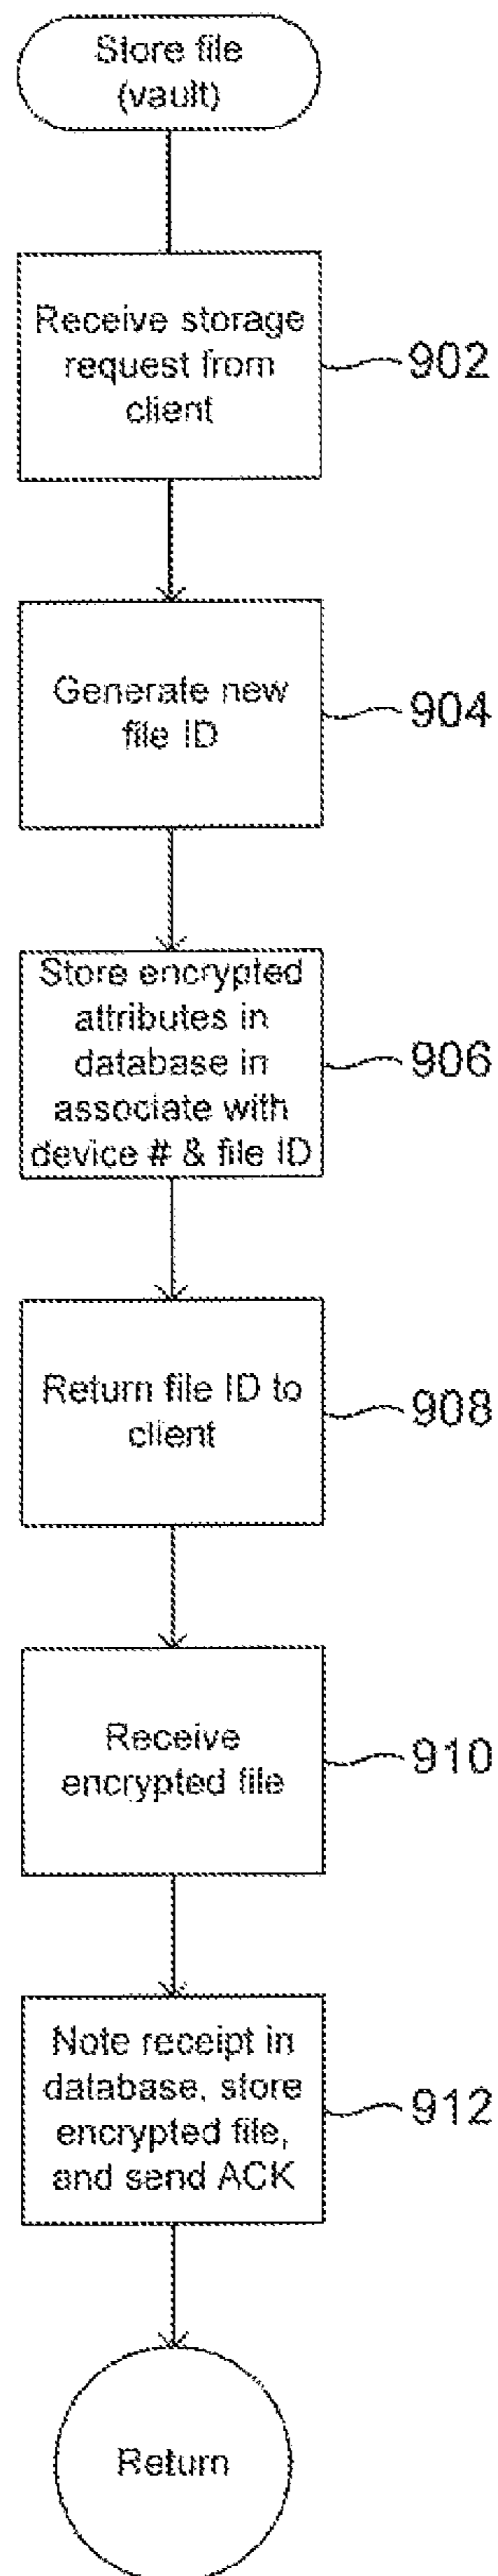 Store file
(vault)
Receive storage
request from
client
902
Generate new
file ID
904
Store encrypted
attributes in
database in
associate with
device # & file ID
906
Return file ID to
client
908
Receive
encrypted file
910
Note receipt in
database, store
encrypted file,
and send ACK
912
Return